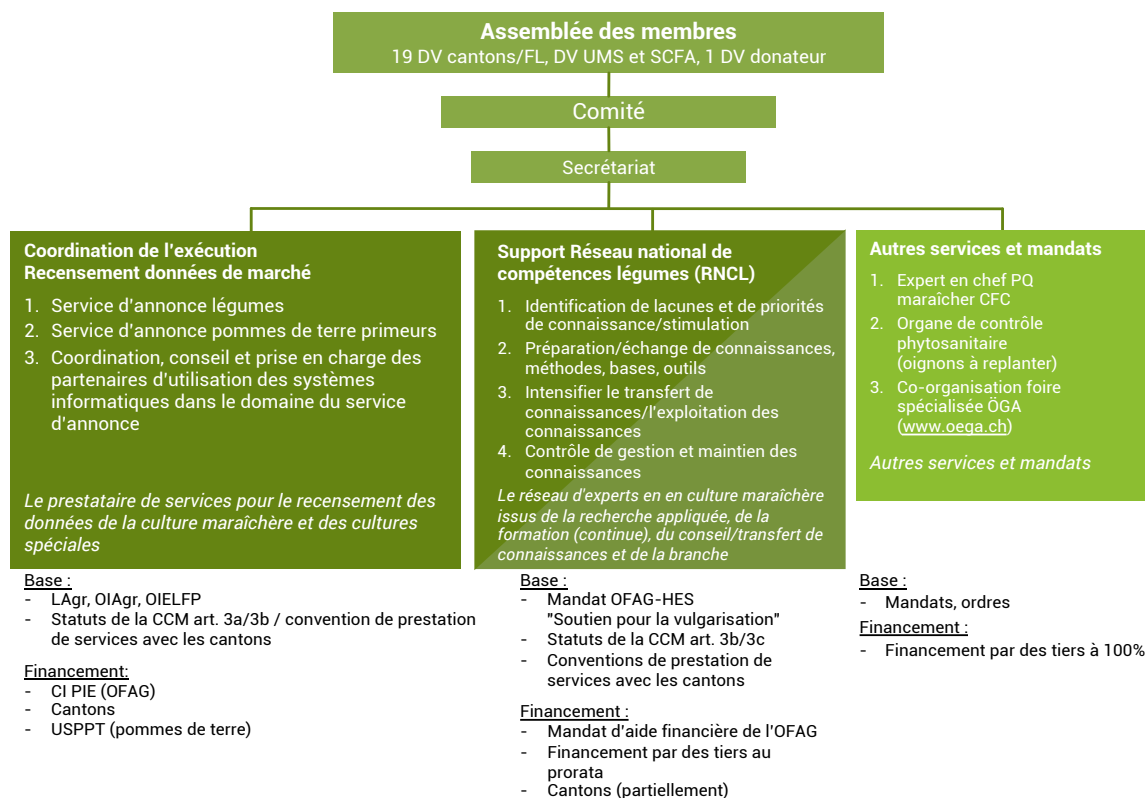 Assemblée des membres
19 DV cantons/FL, DV UMS et SCFA, 1 DV donateur
Comité
Secrétariat
Coordination de l'exécution
Recensement données de marché
1. Service d'annonce légumes
2. Service d'annonce pommes de terre primeurs
3. Coordination, conseil et prise en charge des
partenaires d'utilisation des systèmes
informatiques dans le domaine du service
d'annonce
Le prestataire de services pour le recensement des
données de la culture maraîchère et des cultures
spéciales
Base :
- LAgr, OIAgr, OIELFP
- Statuts de la CCM art. 3a/3b / convention de prestation
de services avec les cantons
Financement:
- CI PIE (OFAG)
- Cantons
- USPPT (pommes de terre)
Support Réseau national de
compétences légumes (RNCL)
1. Identification de lacunes et de priorités
de connaissance/stimulation
2. Préparation/échange de connaissances,
méthodes, bases, outils
3. Intensifier le transfert de
connaissances/l'exploitation des
connaissances
4. Contrôle de gestion et maintien des
connaissances
Le réseau d'experts en en culture maraîchère
issus de la recherche appliquée, de la
formation (continue), du conseil/transfert de
connaissances et de la branche
Base :
- Mandat OFAG-HES
"Soutien pour la vulgarisation"
- Statuts de la CCM art. 3b/3c
- Conventions de prestation de
services avec les cantons
Financement :
- Mandat d'aide financière de l'OFAG
- Financement par des tiers au
prorata
- Cantons (partiellement)
Autres services et mandats
1. Expert en chef PQ
maraîcher CFC
2. Organe de contrôle
phytosanitaire
(oignons à replanter)
3. Co-organisation foire
spécialisée ÖGA
(www.oega.ch)
Autres services et mandats
Base :
- Mandats, ordres
Financement :
- Financement par des tiers à 100%